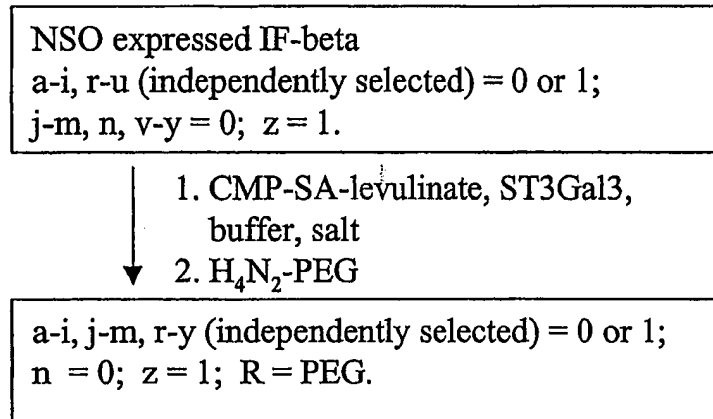 NSO expressed IF-beta
a-i, r-u (independently selected) = 0 or 1;
j-m, n, v-y = 0; z = 1.
1. CMP-SA-levulinate, ST3Gal3,
buffer, salt
2. H₄N₂-PEG
a-i, j-m, r-y (independently selected) = 0 or 1;
n = 0; z = 1; R = PEG.